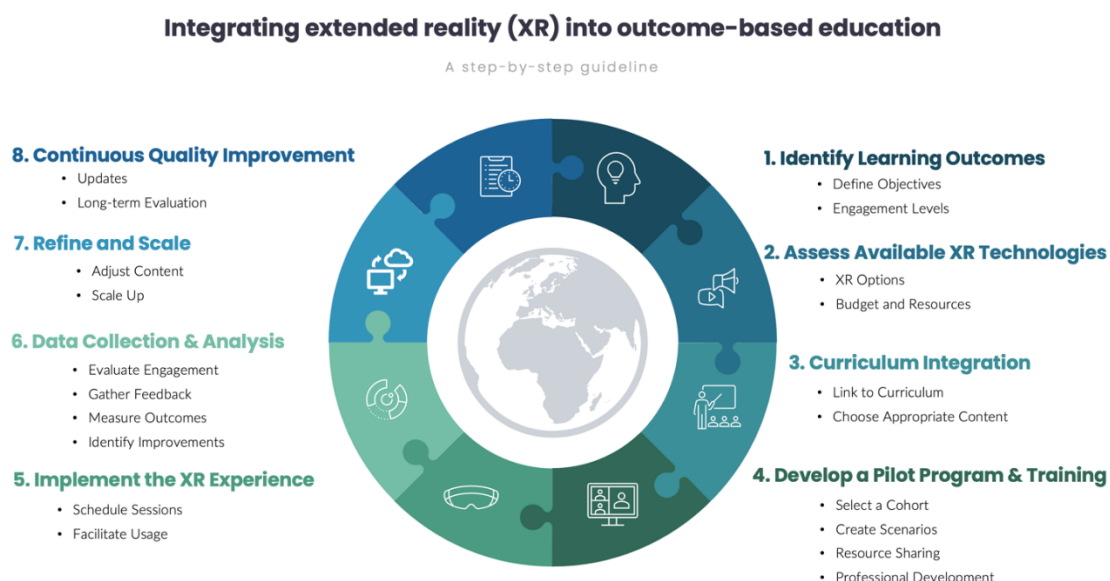 Integrating extended reality (XR) into outcome-based education
A step-by-step guideline
1. Identify Learning Outcomes
• Define Objectives
• Engagement Levels
2. Assess Available XR Technologies
• XR Options
• Budget and Resources
3. Curriculum Integration
• Link to Curriculum
• Choose Appropriate Content
4. Develop a Pilot Program & Training
• Select a Cohort
• Create Scenarios
• Resource Sharing
• Professional Development
5. Implement the XR Experience
• Schedule Sessions
• Facilitate Usage
6. Data Collection & Analysis
• Evaluate Engagement
• Gather Feedback
• Measure Outcomes
• Identify Improvements
7. Refine and Scale
• Adjust Content
• Scale Up
8. Continuous Quality Improvement
• Updates
• Long-term Evaluation